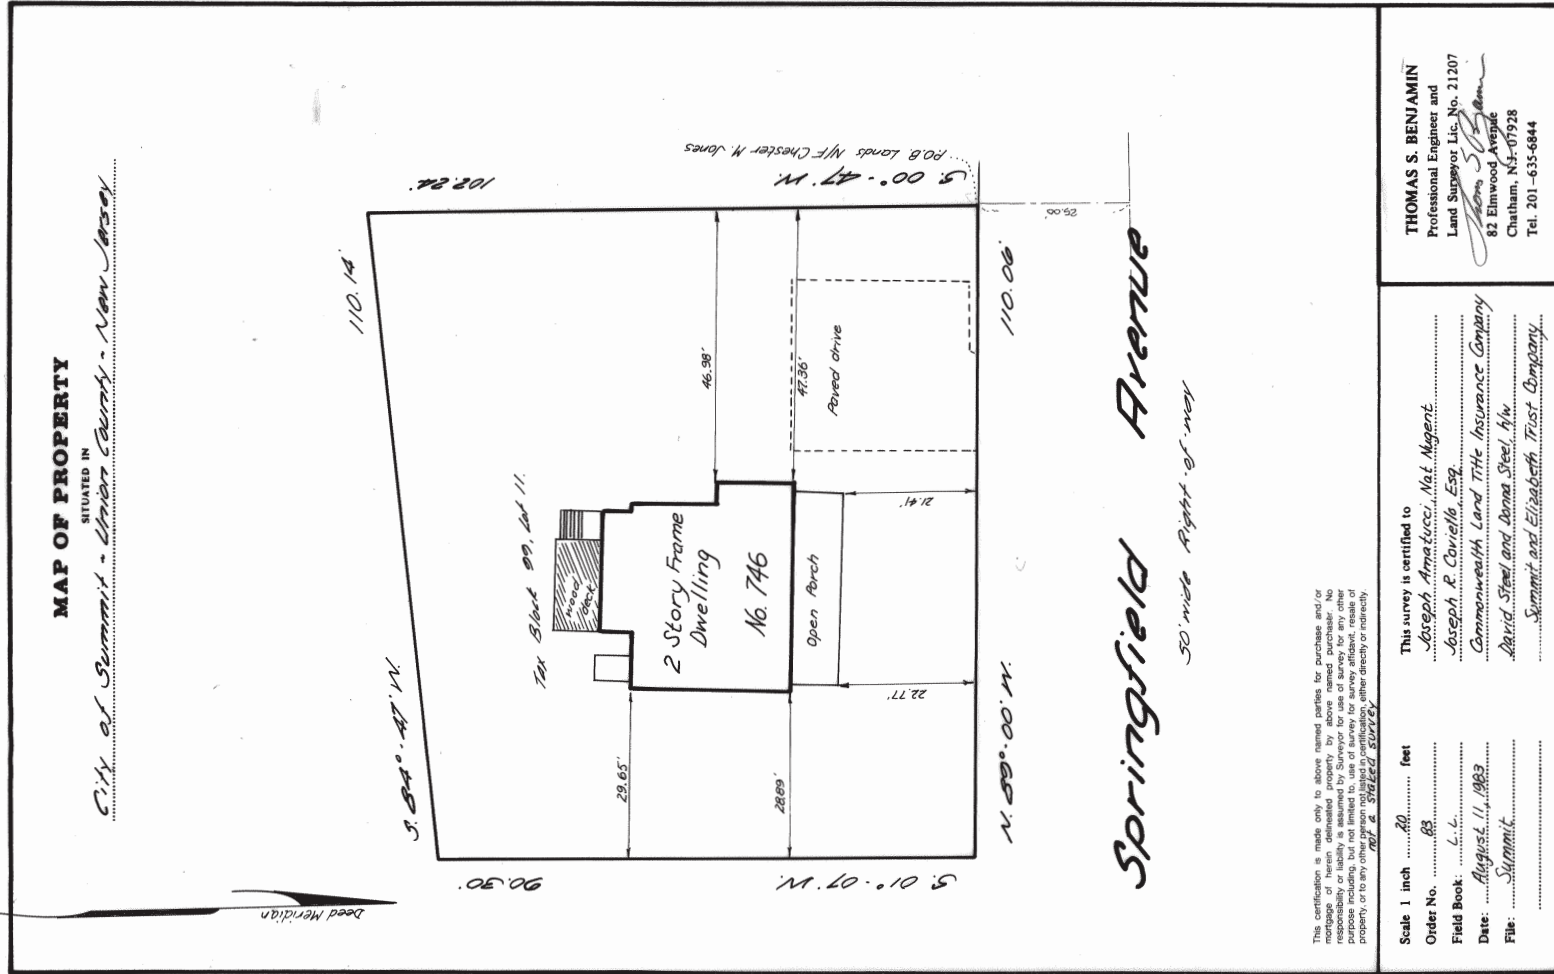 MAP OF PROPERTY
SITUATED IN
City of Summit - Union County - New Jersey
S. 84°-47' W.
110.14'
102.24'
S. 00°-47' W.
P.O.B. Lands N/F Chester M. Jones
90.30'
S. 01°-07' W.
Deed Meridian
Tax Block 99, Lot 11.
wood
deck
2 Story Frame
Dwelling
No. 746
Open Porch
Paved drive
29.65'
28.89'
46.98'
47.36'
22.77'
21.41'
25.00'
N. 89°-00' W.
110.06'
Springfield Avenue
50' wide Right-of-way
This certification is made only to above named parties for purchase and/or
mortgage of herein delineated property by above named purchaser. No
responsibility or liability is assumed by Surveyor for use of survey for any other
purpose including, but not limited to, use of survey for survey affidavit, resale of
property, or to any other person not listed in certification, either directly or indirectly.
not a staked survey
Scale 1 inch 20 feet
Order No. 83
Field Book: L.L.
Date: August 11, 1983
File: Summit
This survey is certified to
Joseph Amatucci, Nat Nugent
Joseph R. Coviello, Esq.
Commonwealth Land Title Insurance Company
David Steel and Donna Steel, h/w
Summit and Elizabeth Trust Company
THOMAS S. BENJAMIN
Professional Engineer and
Land Surveyor Lic. No. 21207
82 Elmwood Avenue
Chatham, N.J. 07928
Tel. 201-635-6844